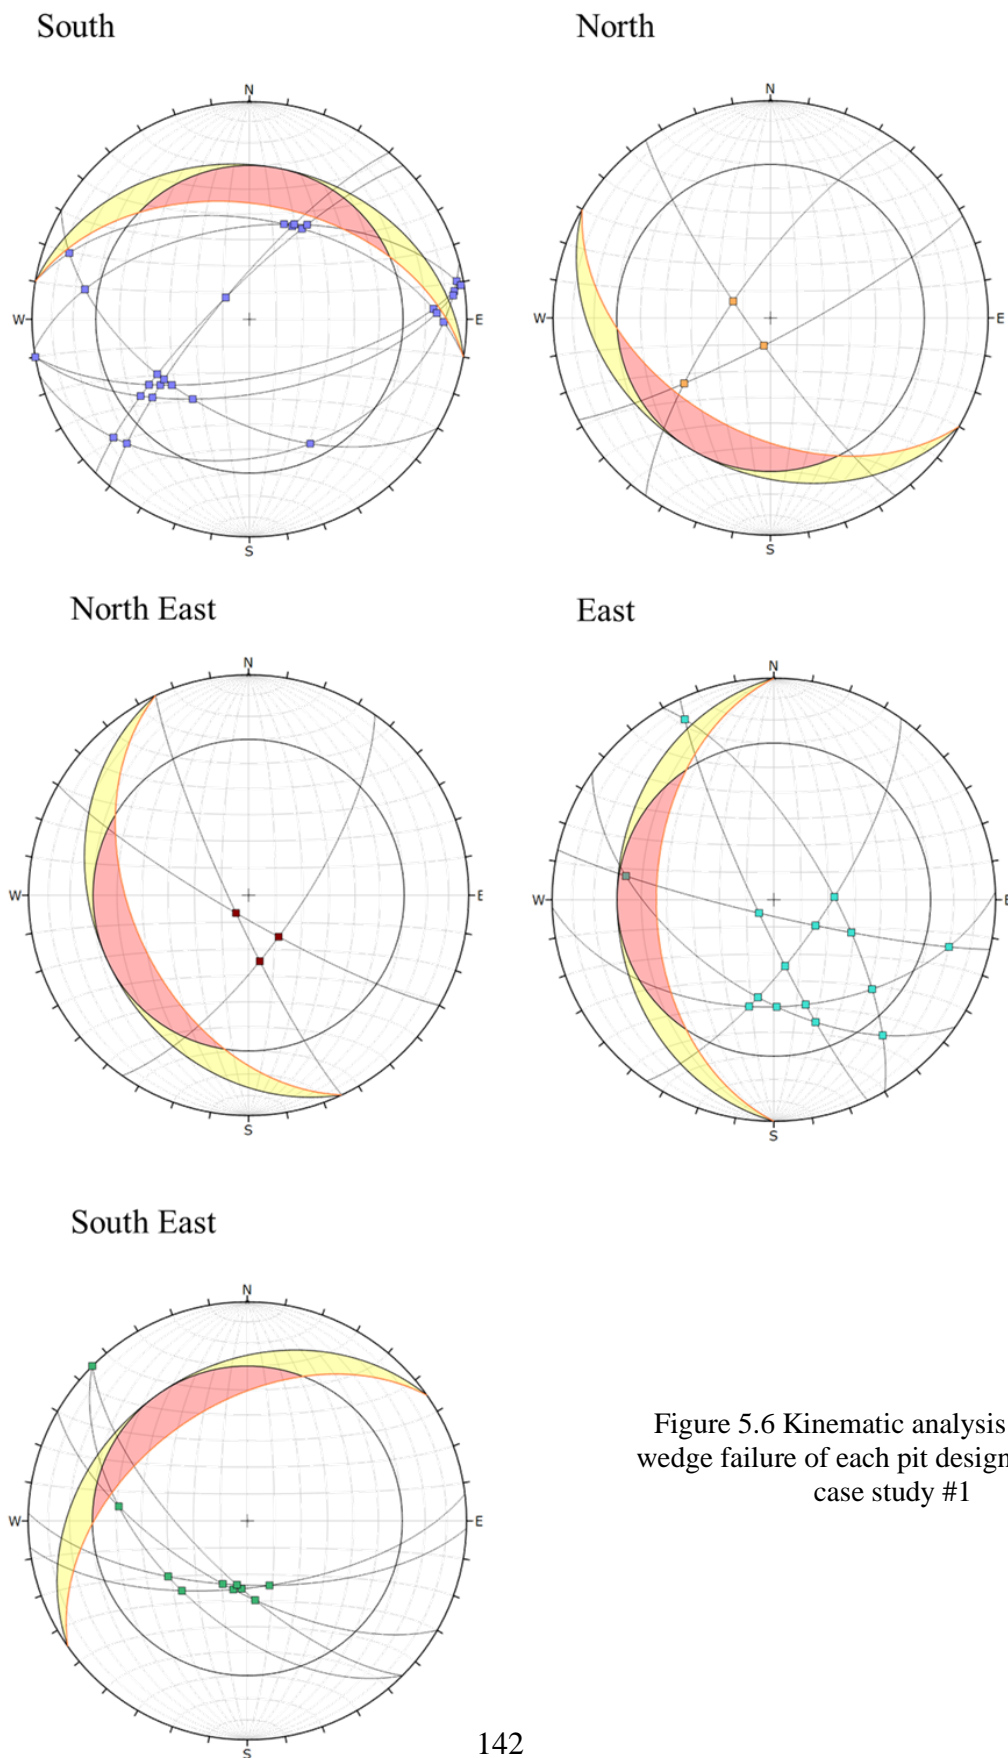 South
North
N
W
E
S
N
W
E
S
North East
East
N
W
E
S
N
W
E
S
South East
N
W
E
S
Figure 5.6 Kinematic analysis
wedge failure of each pit design
case study #1
142